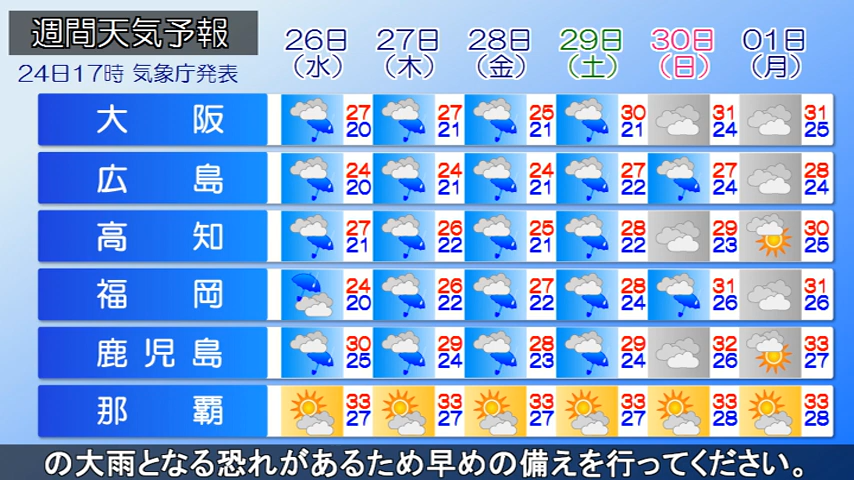 週間天気予報
24日17時 気象庁発表
26日 27日 28日 29日 30日 01日
(水) (木) (金) (土) (日) (月)
大阪 27 20 27 21 25 21 30 21 31 24 31 25
広島 24 20 24 21 24 21 27 22 27 24 28 24
高知 27 21 26 22 25 21 28 22 29 23 30 25
福岡 24 20 26 22 27 22 28 24 31 26 31 26
鹿児島 30 25 29 24 28 23 29 24 32 26 33 27
那覇 33 27 33 27 33 27 33 27 33 28 33 28
の大雨となる恐れがあるため早めの備えを行ってください。